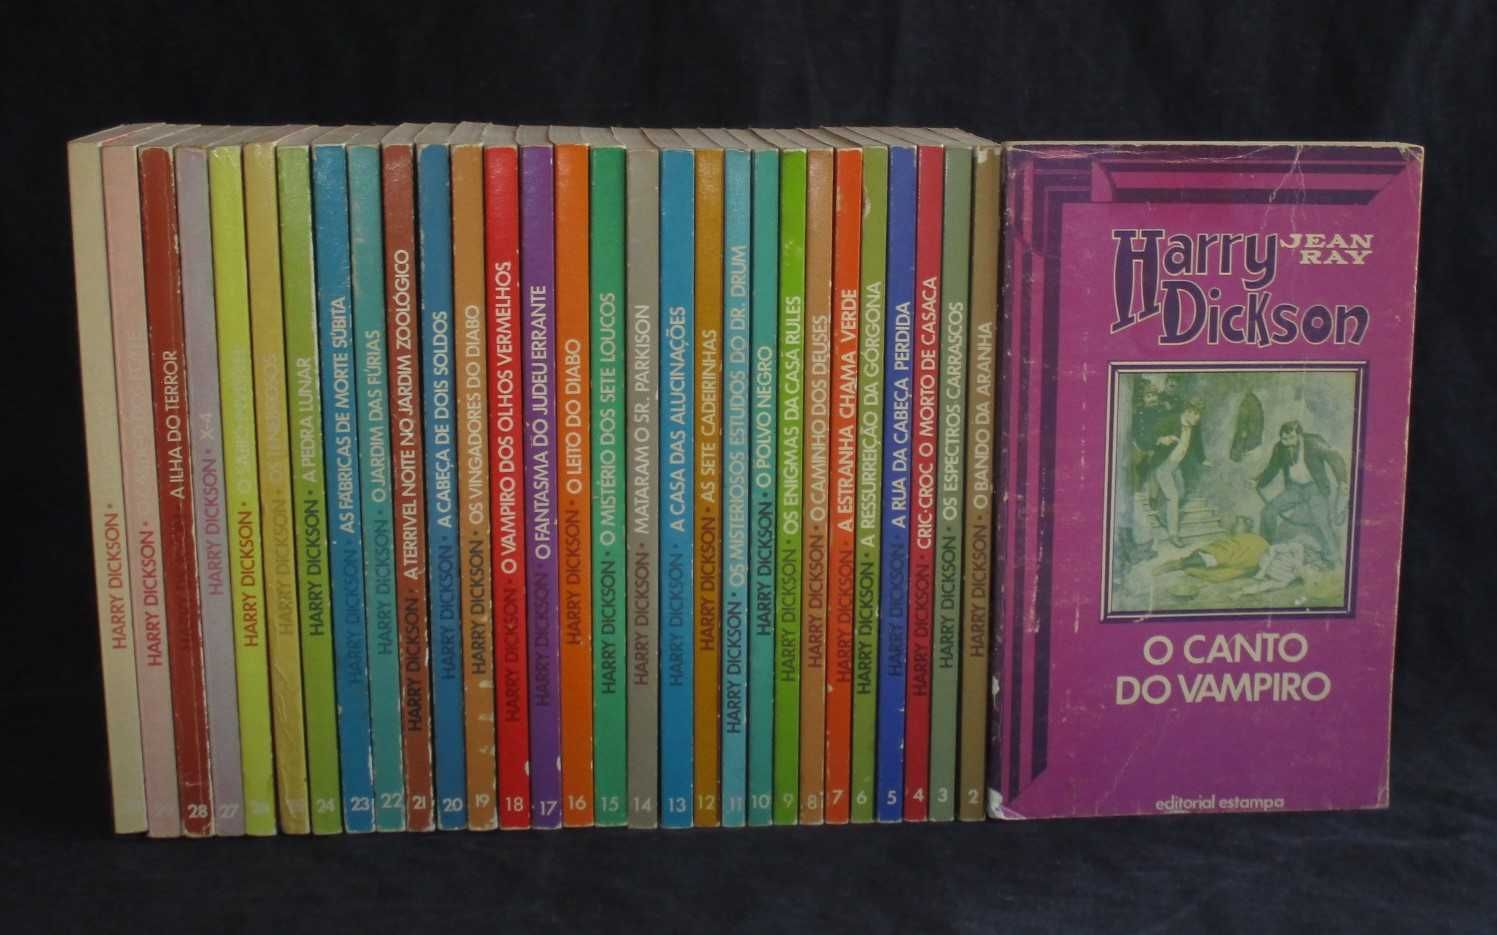 HARRY DICKSON •
HARRY DICKSON •
29
HARRY DICKSON • A ILHA DO TERROR
28
HARRY DICKSON • X-4
27
HARRY DICKSON • O
26
HARRY DICKSON •
25
HARRY DICKSON • A PEDRA LUNAR
24
HARRY DICKSON • AS FÁBRICAS DE MORTE SÚBITA
23
HARRY DICKSON • O JARDIM DAS FÚRIAS
22
HARRY DICKSON • A TERRIVEL NOITE NO JARDIM ZOOLÓGICO
21
HARRY DICKSON • A CABEÇA DE DOIS SOLDOS
20
HARRY DICKSON • OS VINGADORES DO DIABO
19
HARRY DICKSON • O VAMPIRO DOS OLHOS VERMELHOS
18
HARRY DICKSON • O FANTASMA DO JUDEU ERRANTE
17
HARRY DICKSON • O LEITO DO DIABO
16
HARRY DICKSON • O MISTÉRIO DOS SETE LOUCOS
15
HARRY DICKSON • MATARAM O SR. PARKISON
14
HARRY DICKSON • A CASA DAS ALUCINAÇÕES
13
HARRY DICKSON • AS SETE CADEIRINHAS
12
HARRY DICKSON • OS MISTERIOSOS ESTUDOS DO DR. DRUM
11
HARRY DICKSON • O POLVO NEGRO
10
HARRY DICKSON • OS ENIGMAS DA CASA RULES
9
HARRY DICKSON • O CAMINHO DOS DEUSES
8
HARRY DICKSON • A ESTRANHA CHAMA VERDE
7
HARRY DICKSON • A RESSURREIÇÃO DA GÓRGONA
6
HARRY DICKSON • A RUA DA CABEÇA PERDIDA
5
HARRY DICKSON • CRIC-CROC O MORTO DE CASACA
4
HARRY DICKSON • OS ESPECTROS CARRASCOS
3
HARRY DICKSON • O BANDO DA ARANHA
2
Harry
Dickson
JEAN
RAY
O CANTO
DO VAMPIRO
editorial estampa